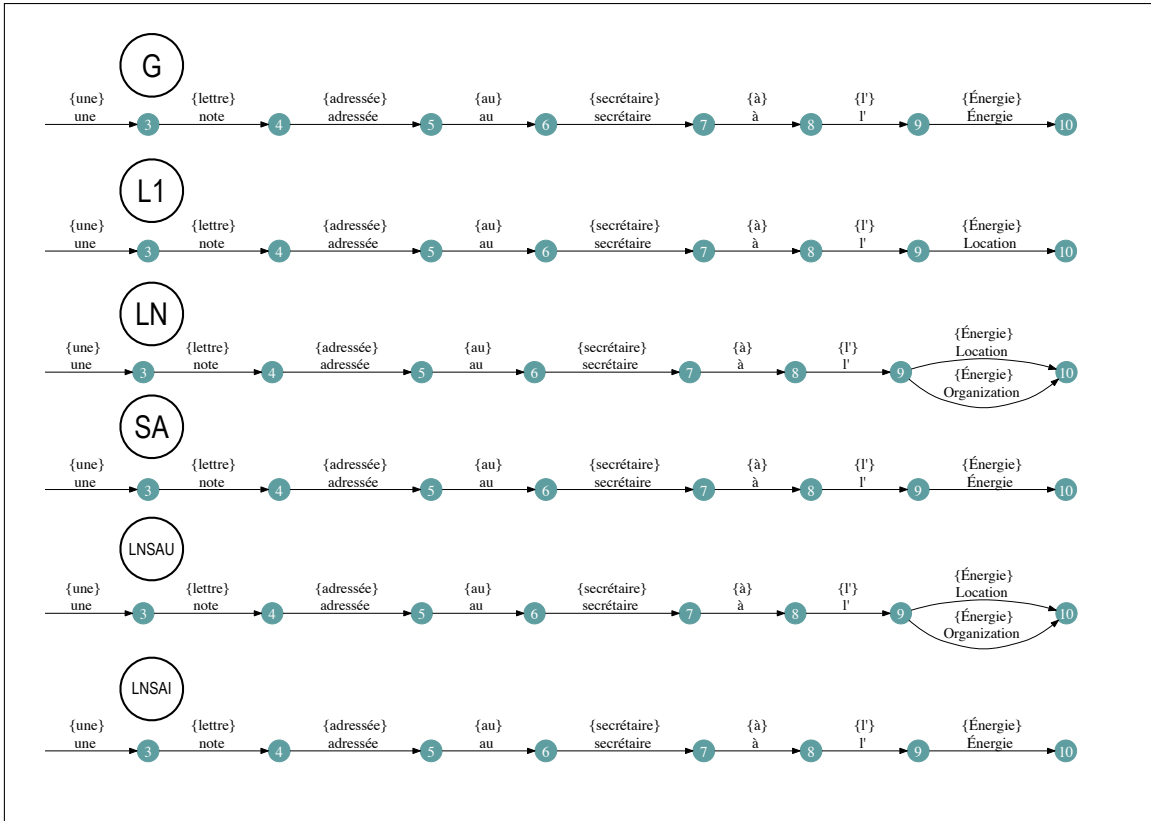 G
{une} {lettre} {adressée} {au} {secrétaire} {à} {l'} {Énergie}
une note adressée au secrétaire à l' Énergie
3 4 5 6 7 8 9 10
L1
{une} {lettre} {adressée} {au} {secrétaire} {à} {l'} {Énergie}
une note adressée au secrétaire à l' Location
3 4 5 6 7 8 9 10
LN
{Énergie}
{une} {lettre} {adressée} {au} {secrétaire} {à} {l'} Location
une note adressée au secrétaire à l'
3 4 5 6 7 8 9 10
{Énergie}
Organization
SA
{une} {lettre} {adressée} {au} {secrétaire} {à} {l'} {Énergie}
une note adressée au secrétaire à l' Énergie
3 4 5 6 7 8 9 10
LNSAU
{Énergie}
{une} {lettre} {adressée} {au} {secrétaire} {à} {l'} Location
une note adressée au secrétaire à l'
3 4 5 6 7 8 9 10
{Énergie}
Organization
LNSAI
{une} {lettre} {adressée} {au} {secrétaire} {à} {l'} {Énergie}
une note adressée au secrétaire à l' Énergie
3 4 5 6 7 8 9 10